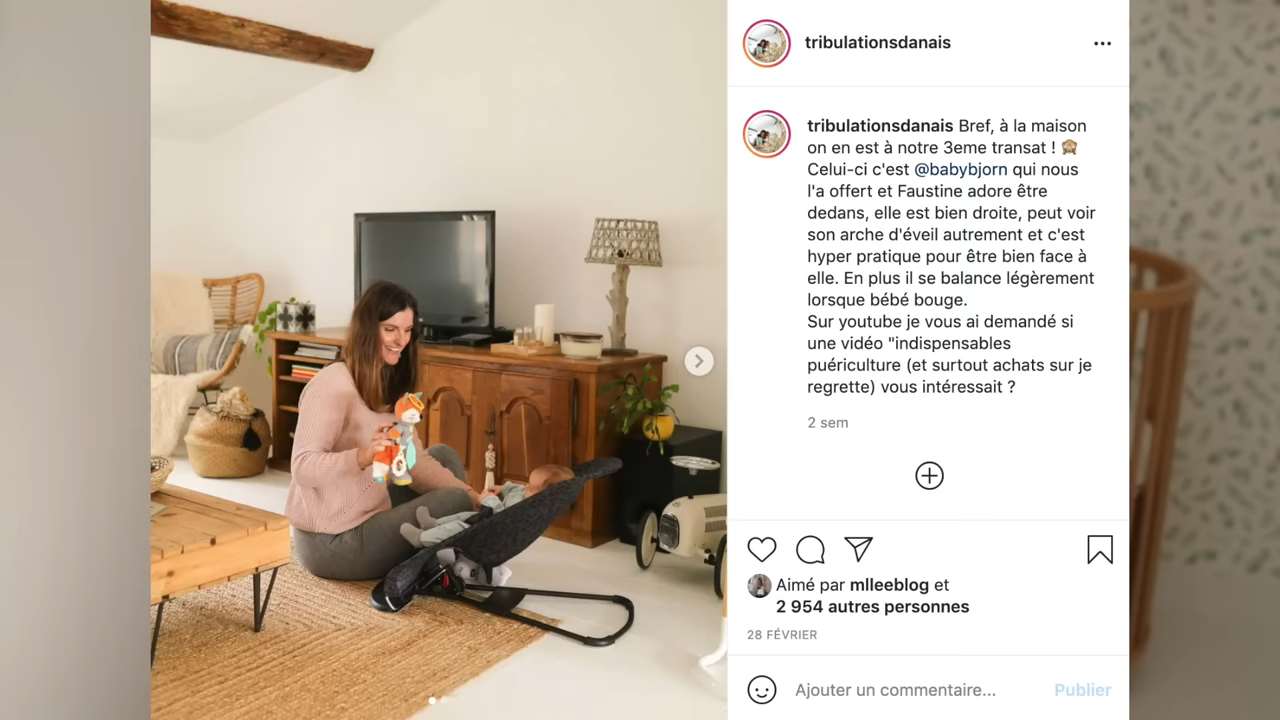 tribulationsdanais
tribulationsdanais Bref, à la maison
on en est à notre 3eme transat ! 🙈
Celui-ci c'est @babybjorn qui nous
l'a offert et Faustine adore être
dedans, elle est bien droite, peut voir
son arche d'éveil autrement et c'est
hyper pratique pour être bien face à
elle. En plus il se balance légèrement
lorsque bébé bouge.
Sur youtube je vous ai demandé si
une vidéo "indispensables
puériculture (et surtout achats sur je
regrette) vous intéressait ?
2 sem
Aimé par mlleeblog et
2 954 autres personnes
28 FÉVRIER
Ajouter un commentaire...
Publier